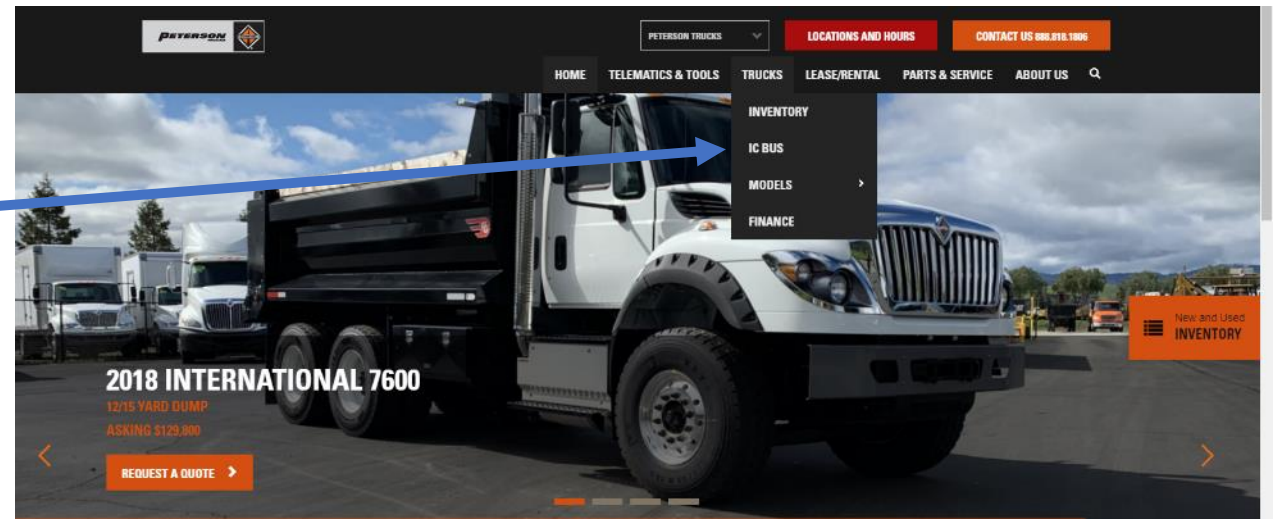 PETERSON
PETERSON TRUCKS
LOCATIONS AND HOURS
CONTACT US 888.818.1806
HOME
TELEMATICS & TOOLS
TRUCKS
LEASE/RENTAL
PARTS & SERVICE
ABOUT US
INVENTORY
IC BUS
MODELS
FINANCE
New and Used
INVENTORY
2018 INTERNATIONAL 7600
12/15 YARD DUMP
ASKING $129,800
REQUEST A QUOTE